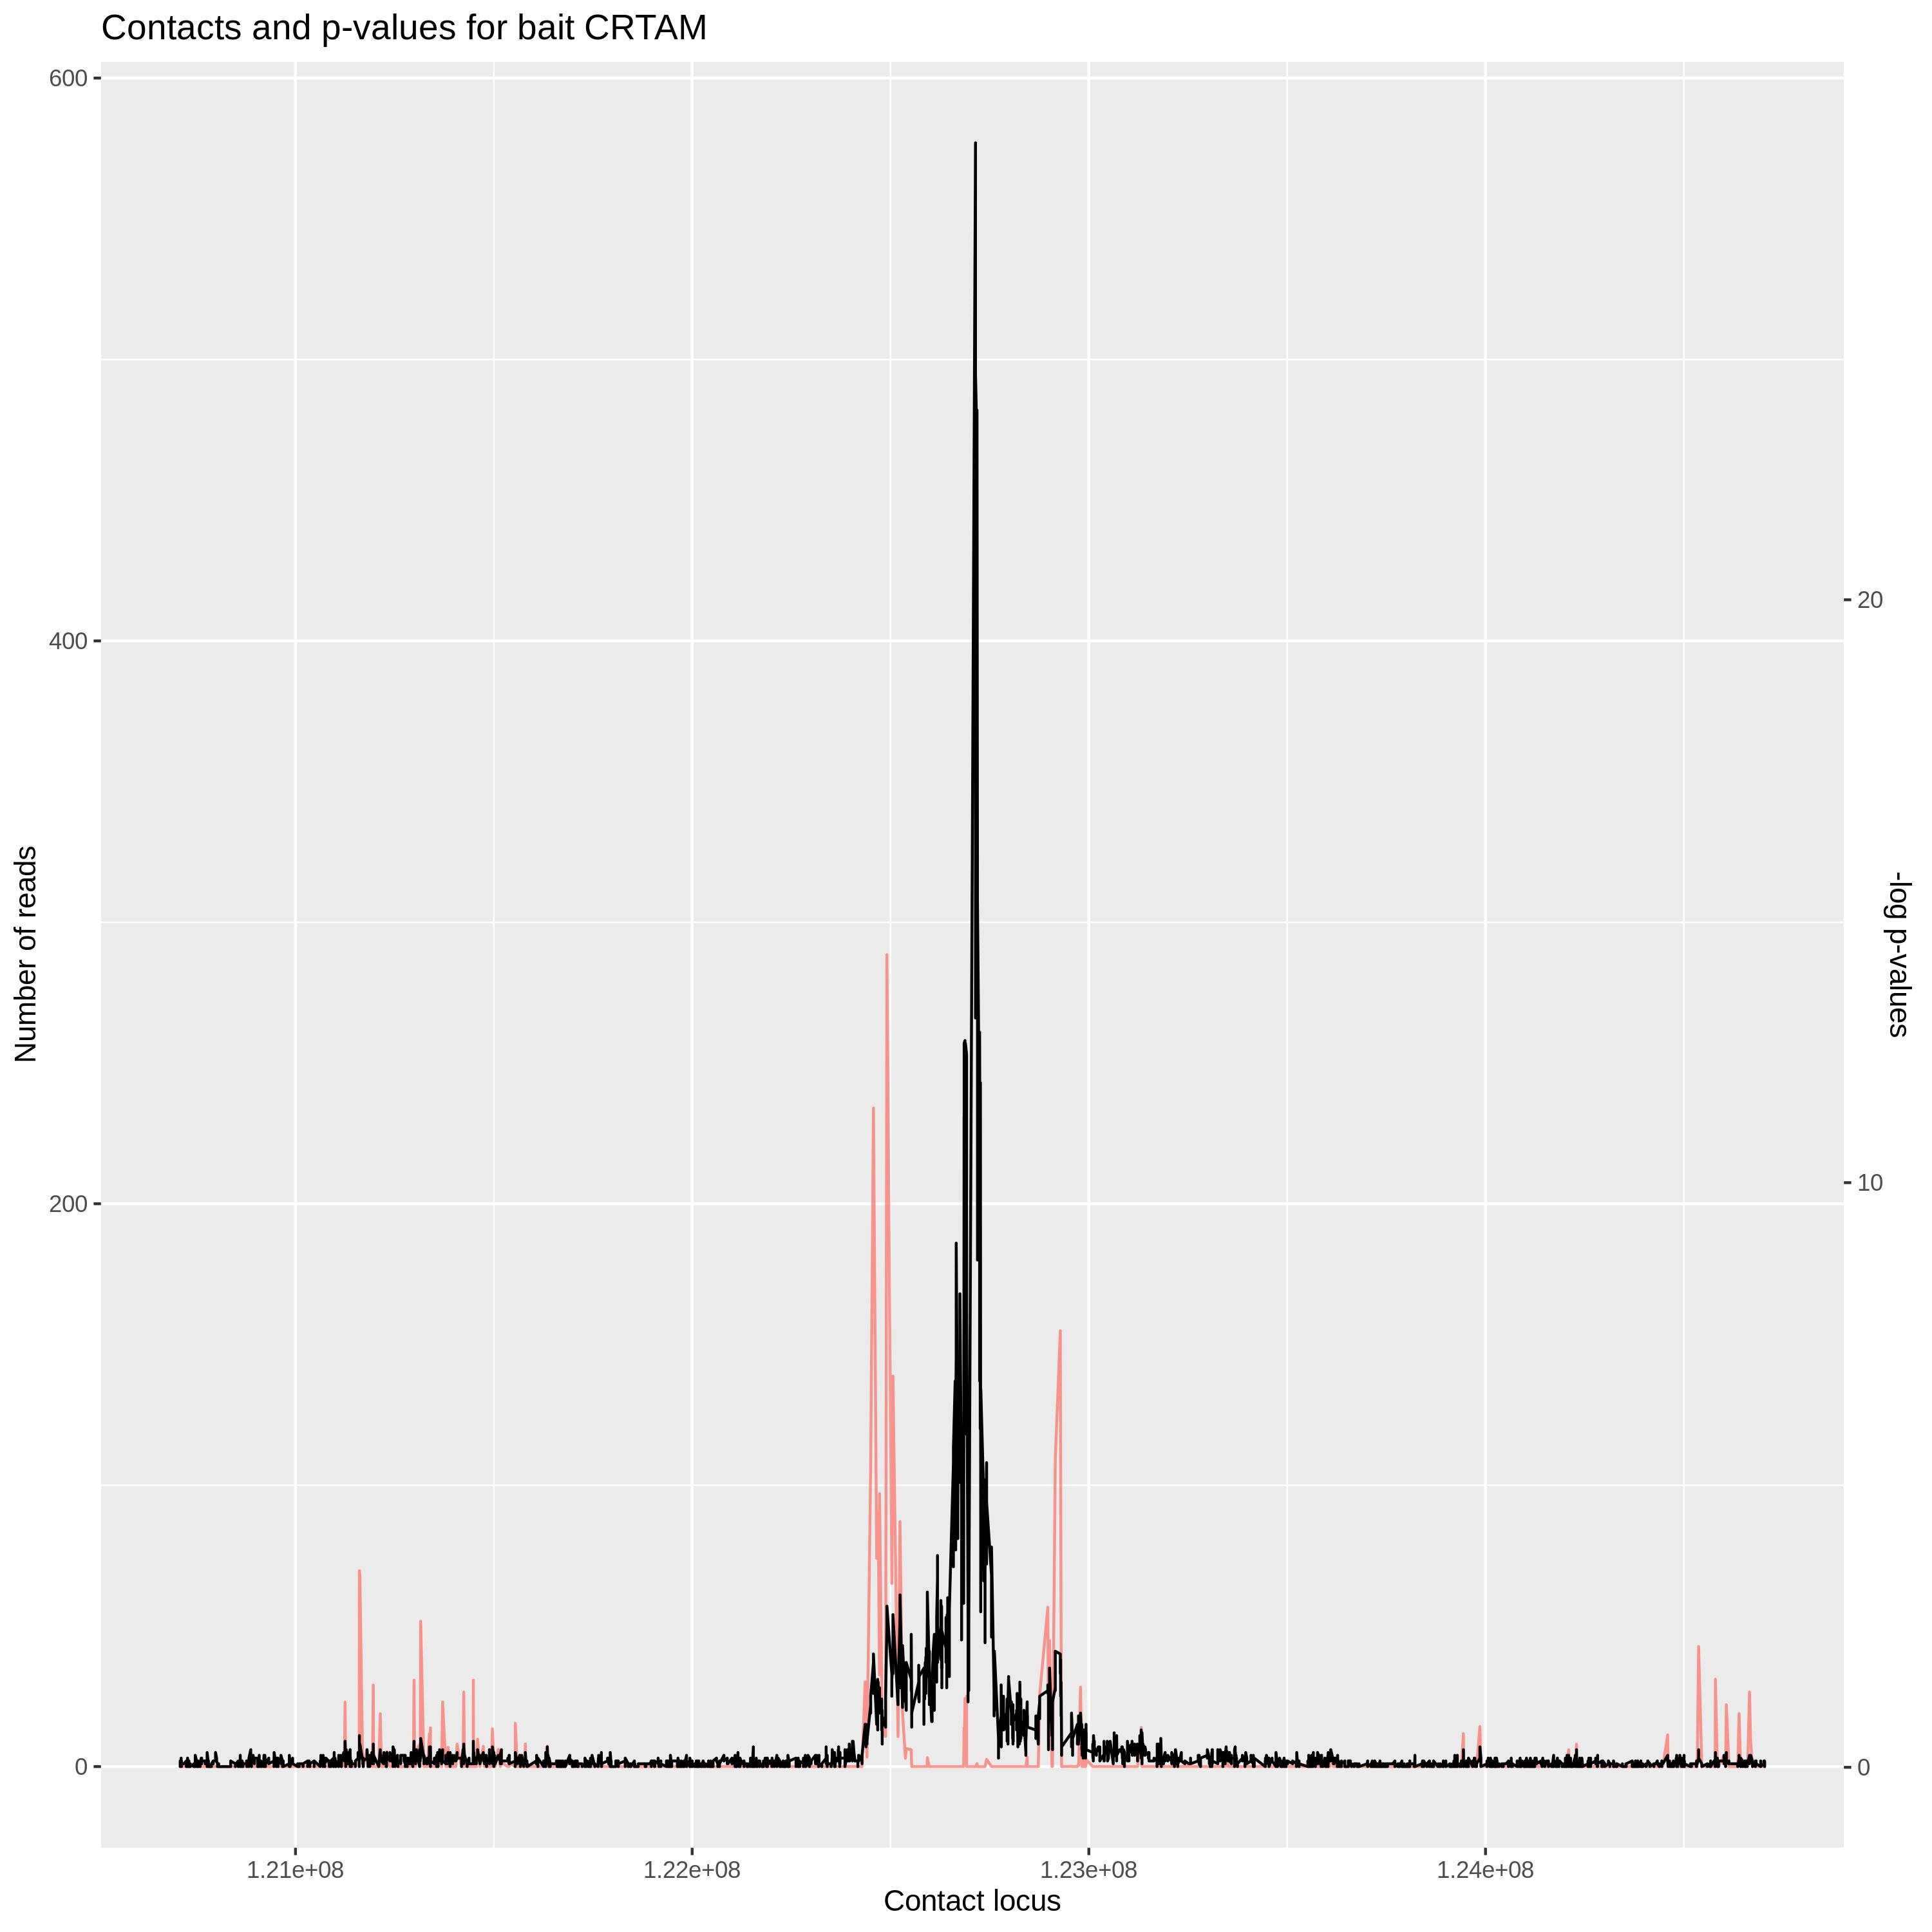 Contacts and p-values for bait CRTAM
600
400
200
0
Number of reads
20
10
0
-log p-values
1.21e+08
1.22e+08
1.23e+08
1.24e+08
Contact locus